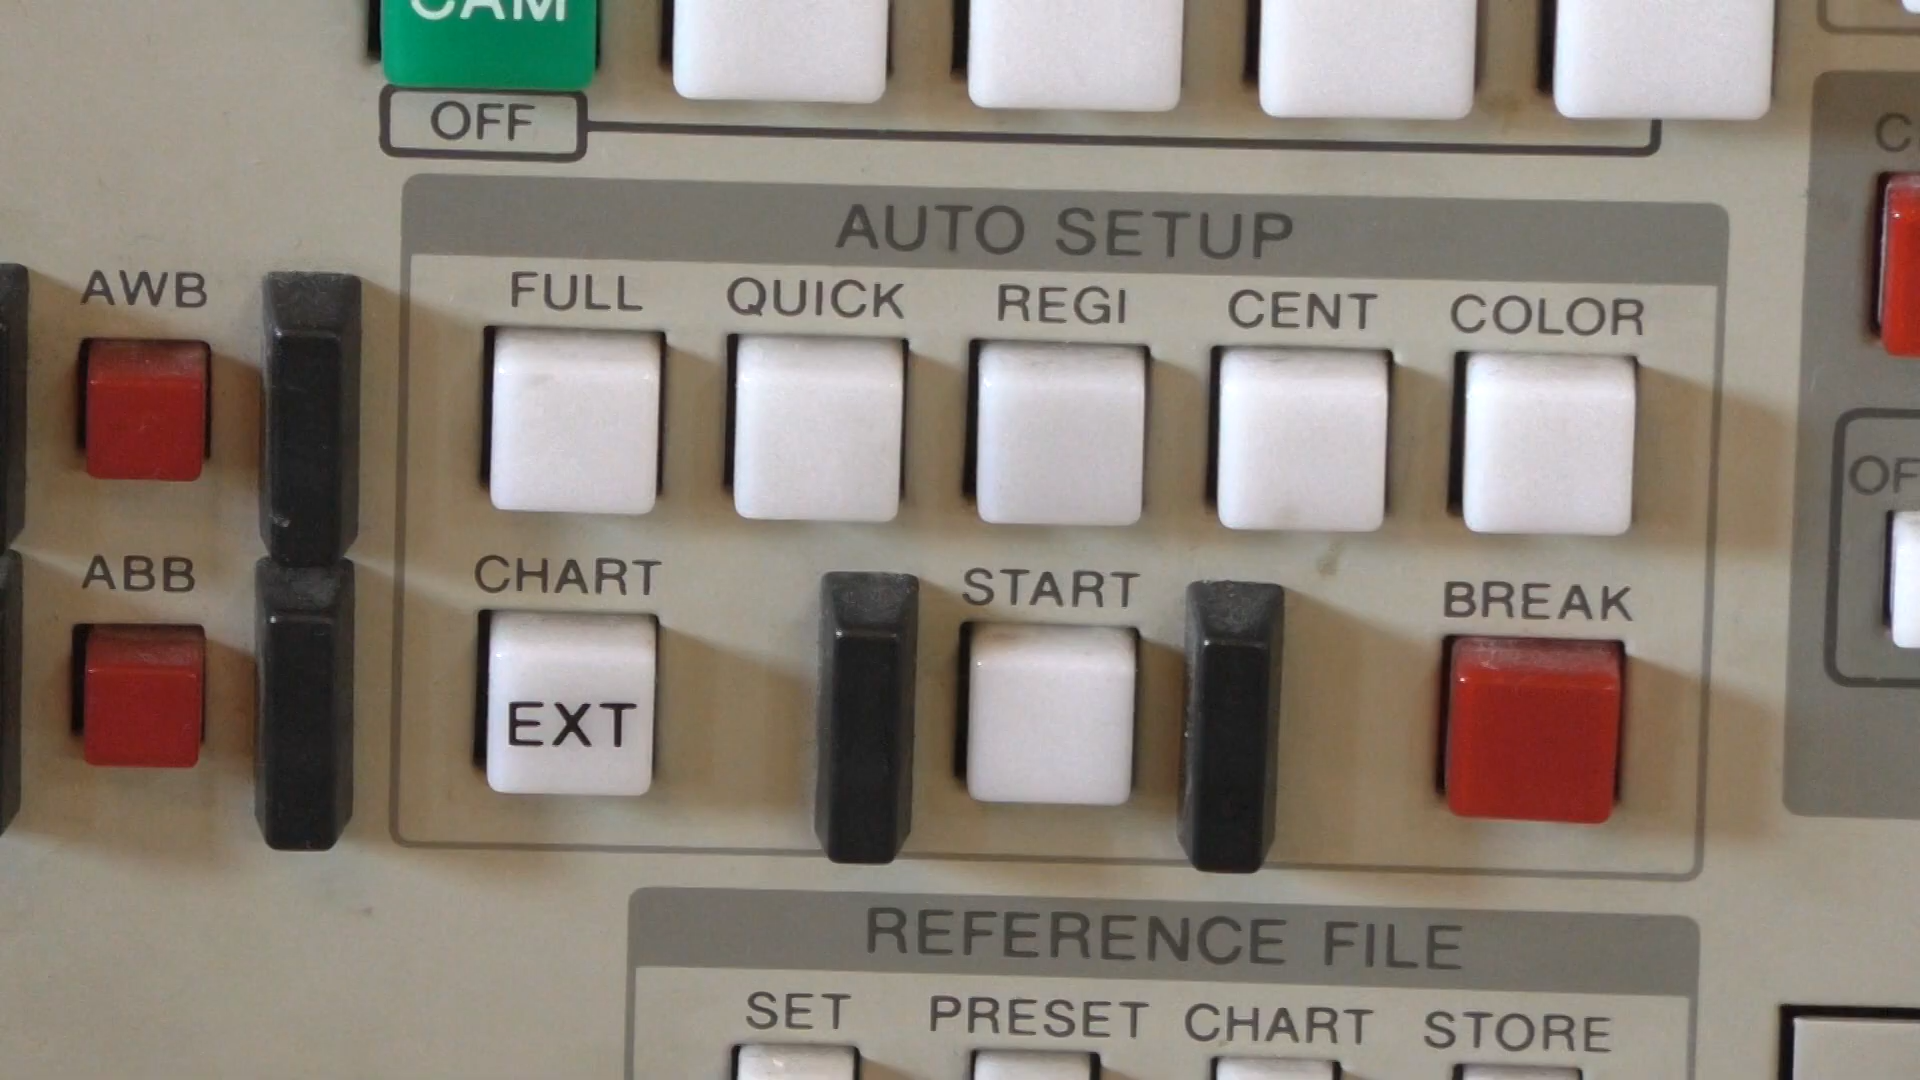 CAM
OFF
AUTO SETUP
AWB
FULL QUICK REGI CENT COLOR
ABB
CHART START BREAK
EXT
REFERENCE FILE
SET PRESET CHART STORE